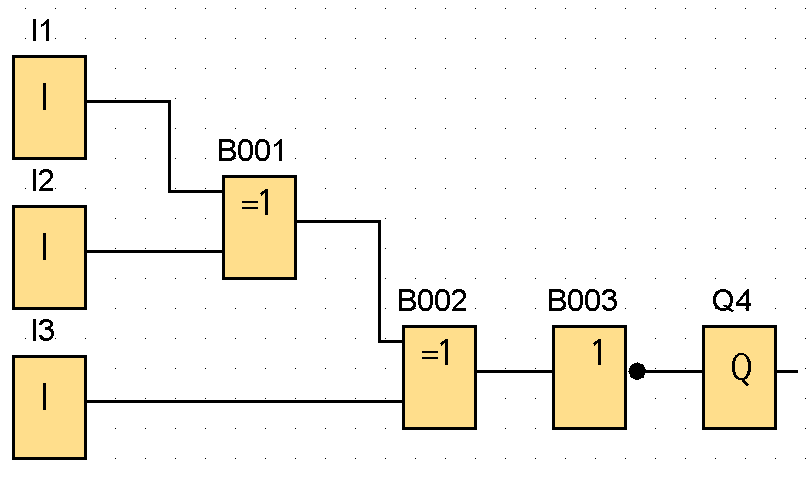 I1
I
B001
=1
I2
I
B002
=1
B003
1
Q4
Q
I3
I